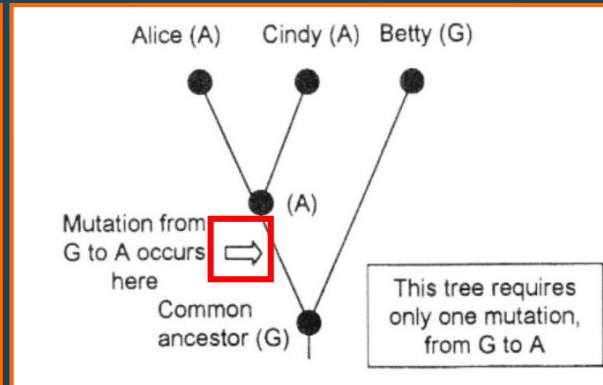 Alice (A) Cindy (A) Betty (G)
(A)
Mutation from
G to A occurs
here
Common
ancestor (G)
This tree requires
only one mutation,
from G to A